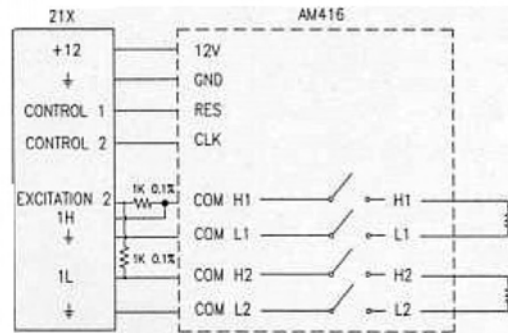 21X AM416
+12 12V
GND
CONTROL 1 RES
CONTROL 2 CLK
1K 0.1%
EXCITATION 2 COM H1 H1
1H
COM L1 L1
1K 0.1%
1L COM H2 H2
COM L2 L2